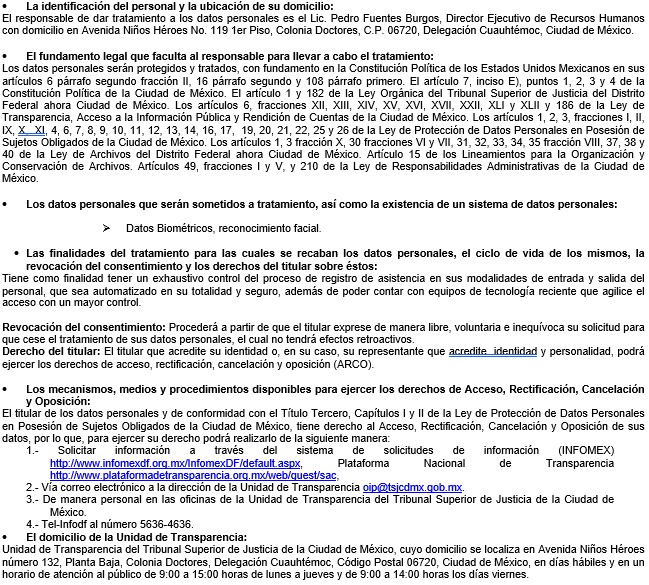 • La identificación del personal y la ubicación de su domicilio:
El responsable de dar tratamiento a los datos personales es el Lic. Pedro Fuentes Burgos, Director Ejecutivo de Recursos Humanos
con domicilio en Avenida Niños Héroes No. 119 1er Piso, Colonia Doctores, C.P. 06720, Delegación Cuauhtémoc, Ciudad de México.
• El fundamento legal que faculta al responsable para llevar a cabo el tratamiento:
Los datos personales serán protegidos y tratados, con fundamento en la Constitución Política de los Estados Unidos Mexicanos en sus
artículos 6 párrafo segundo fracción II, 16 párrafo segundo y 108 párrafo primero. El artículo 7, inciso E), puntos 1, 2, 3 y 4 de la
Constitución Política de la Ciudad de México. El artículo 1 y 182 de la Ley Orgánica del Tribunal Superior de Justicia del Distrito
Federal ahora Ciudad de México. Los artículos 6, fracciones XII, XIII, XIV, XV, XVI, XVII, XXII, XLI y XLII y 186 de la Ley de
Transparencia, Acceso a la Información Pública y Rendición de Cuentas de la Ciudad de México. Los artículos 1, 2, 3, fracciones I, II,
IX, X, XI, 4, 6, 7, 8, 9, 10, 11, 12, 13, 14, 16, 17, 19, 20, 21, 22, 25 y 26 de la Ley de Protección de Datos Personales en Posesión de
Sujetos Obligados de la Ciudad de México. Los artículos 1, 3 fracción X, 30 fracciones VI y VII, 31, 32, 33, 34, 35 fracción VIII, 37, 38 y
40 de la Ley de Archivos del Distrito Federal ahora Ciudad de México. Artículo 15 de los Lineamientos para la Organización y
Conservación de Archivos. Artículos 49, fracciones I y V, y 210 de la Ley de Responsabilidades Administrativas de la Ciudad de
México.
• Los datos personales que serán sometidos a tratamiento, así como la existencia de un sistema de datos personales:
➢ Datos Biométricos, reconocimiento facial.
• Las finalidades del tratamiento para las cuales se recaban los datos personales, el ciclo de vida de los mismos, la
revocación del consentimiento y los derechos del titular sobre éstos:
Tiene como finalidad tener un exhaustivo control del proceso de registro de asistencia en sus modalidades de entrada y salida del
personal, que sea automatizado en su totalidad y seguro, además de poder contar con equipos de tecnología reciente que agilice el
acceso con un mayor control.
Revocación del consentimiento: Procederá a partir de que el titular exprese de manera libre, voluntaria e inequívoca su solicitud para
que cese el tratamiento de sus datos personales, el cual no tendrá efectos retroactivos.
Derecho del titular: El titular que acredite su identidad o, en su caso, su representante que acredite identidad y personalidad, podrá
ejercer los derechos de acceso, rectificación, cancelación y oposición (ARCO).
• Los mecanismos, medios y procedimientos disponibles para ejercer los derechos de Acceso, Rectificación, Cancelación
y Oposición:
El titular de los datos personales y de conformidad con el Título Tercero, Capítulos I y II de la Ley de Protección de Datos Personales
en Posesión de Sujetos Obligados de la Ciudad de México, tiene derecho al Acceso, Rectificación, Cancelación y Oposición de sus
datos, por lo que, para ejercer su derecho podrá realizarlo de la siguiente manera:
1.- Solicitar información a través del sistema de solicitudes de información (INFOMEX)
http://www.infomexdf.org.mx/InfomexDF/default.aspx, Plataforma Nacional de Transparencia
http://www.plataformadetransparencia.org.mx/web/guest/sac,
2.- Vía correo electrónico a la dirección de la Unidad de Transparencia oip@tsjcdmx.gob.mx.
3.- De manera personal en las oficinas de la Unidad de Transparencia del Tribunal Superior de Justicia de la Ciudad de
México.
4.- Tel-Infodf al número 5636-4636.
• El domicilio de la Unidad de Transparencia:
Unidad de Transparencia del Tribunal Superior de Justicia de la Ciudad de México, cuyo domicilio se localiza en Avenida Niños Héroes
número 132, Planta Baja, Colonia Doctores, Delegación Cuauhtémoc, Código Postal 06720, Ciudad de México, en días hábiles y en un
horario de atención al público de 9:00 a 15:00 horas de lunes a jueves y de 9:00 a 14:00 horas los días viernes.